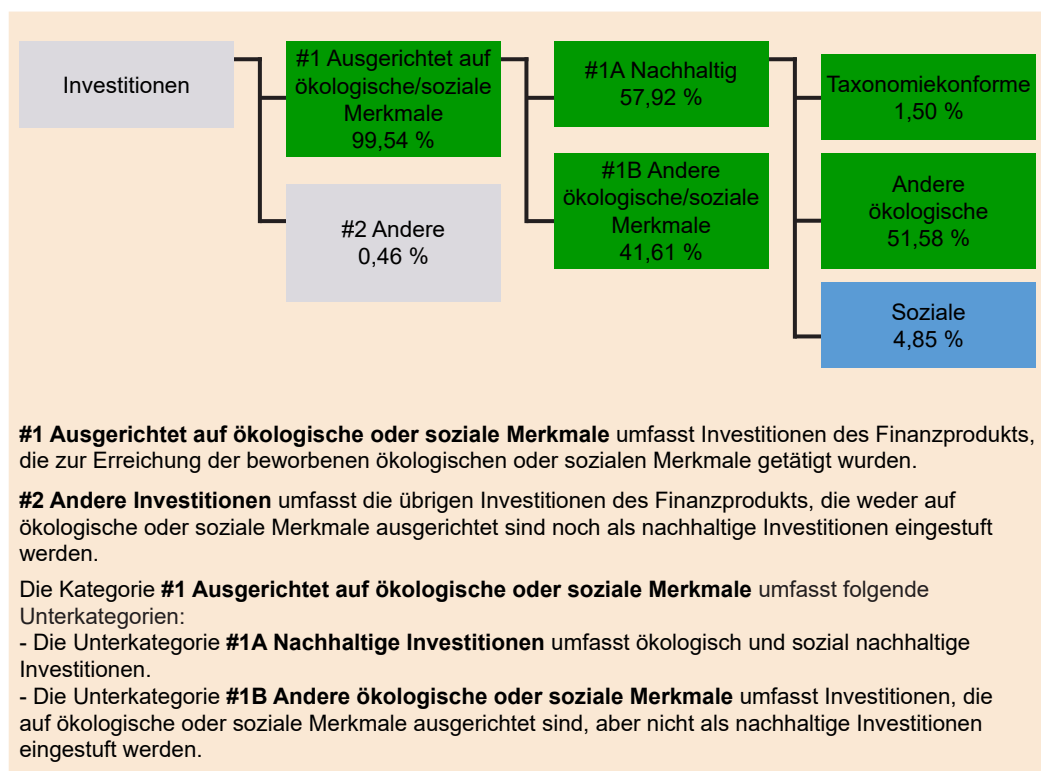 Investitionen
#1 Ausgerichtet auf
ökologische/soziale
Merkmale
99,54 %
#2 Andere
0,46 %
#1A Nachhaltig
57,92 %
#1B Andere
ökologische/soziale
Merkmale
41,61 %
Taxonomiekonforme
1,50 %
Andere
ökologische
51,58 %
Soziale
4,85 %
#1 Ausgerichtet auf ökologische oder soziale Merkmale umfasst Investitionen des Finanzprodukts,
die zur Erreichung der beworbenen ökologischen oder sozialen Merkmale getätigt wurden.
#2 Andere Investitionen umfasst die übrigen Investitionen des Finanzprodukts, die weder auf
ökologische oder soziale Merkmale ausgerichtet sind noch als nachhaltige Investitionen eingestuft
werden.
Die Kategorie #1 Ausgerichtet auf ökologische oder soziale Merkmale umfasst folgende
Unterkategorien:
- Die Unterkategorie #1A Nachhaltige Investitionen umfasst ökologisch und sozial nachhaltige
Investitionen.
- Die Unterkategorie #1B Andere ökologische oder soziale Merkmale umfasst Investitionen, die
auf ökologische oder soziale Merkmale ausgerichtet sind, aber nicht als nachhaltige Investitionen
eingestuft werden.